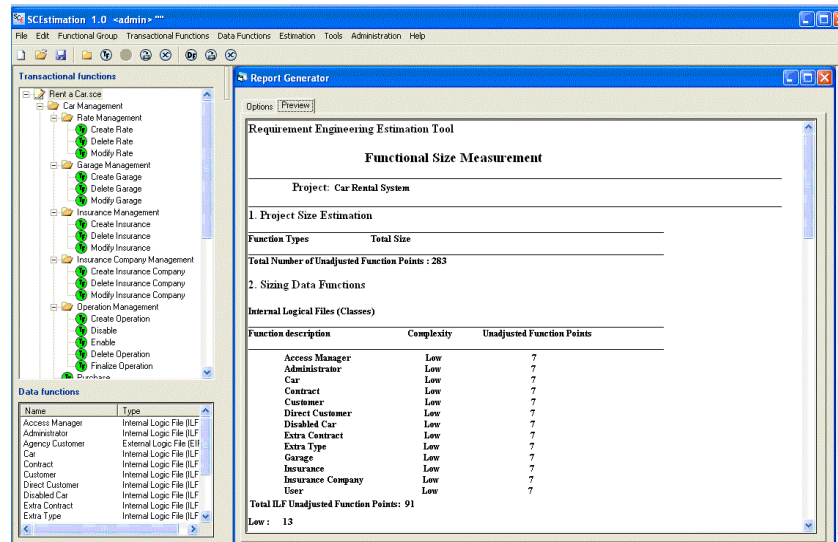 SCEstimation 1.0 <admin> ""
File Edit Functional Group Transactional Functions Data Functions Estimation Tools Administration Help
Transactional functions
Rent a Car.sce
Car Management
Rate Management
Create Rate
Delete Rate
Modify Rate
Garage Management
Create Garage
Delete Garage
Modify Garage
Insurance Management
Create Insurance
Delete Insurance
Modify Insurance
Insurance Company Management
Create Insurance Company
Delete Insurance Company
Modify Insurance Company
Operation Management
Create Operation
Disable
Enable
Delete Operation
Finalize Operation
Purchase
Data functions
Name Type
Access Manager Internal Logic File (ILF
Administrator Internal Logic File (ILF
Agency Customer External Logic File (EIF
Car Internal Logic File (ILF
Contract Internal Logic File (ILF
Customer Internal Logic File (ILF
Direct Customer Internal Logic File (ILF
Disabled Car Internal Logic File (ILF
Extra Contract Internal Logic File (ILF
Extra Type Internal Logic File (ILF
Report Generator
Options Preview
Requirement Engineering Estimation Tool
Functional Size Measurement
Project: Car Rental System
1. Project Size Estimation
Function Types Total Size
Total Number of Unadjusted Function Points : 283
2. Sizing Data Functions
Internal Logical Files (Classes)
Function description Complexity Unadjusted Function Points
Access Manager Low 7
Administrator Low 7
Car Low 7
Contract Low 7
Customer Low 7
Direct Customer Low 7
Disabled Car Low 7
Extra Contract Low 7
Extra Type Low 7
Garage Low 7
Insurance Low 7
Insurance Company Low 7
User Low 7
Total ILF Unadjusted Function Points: 91
Low : 13